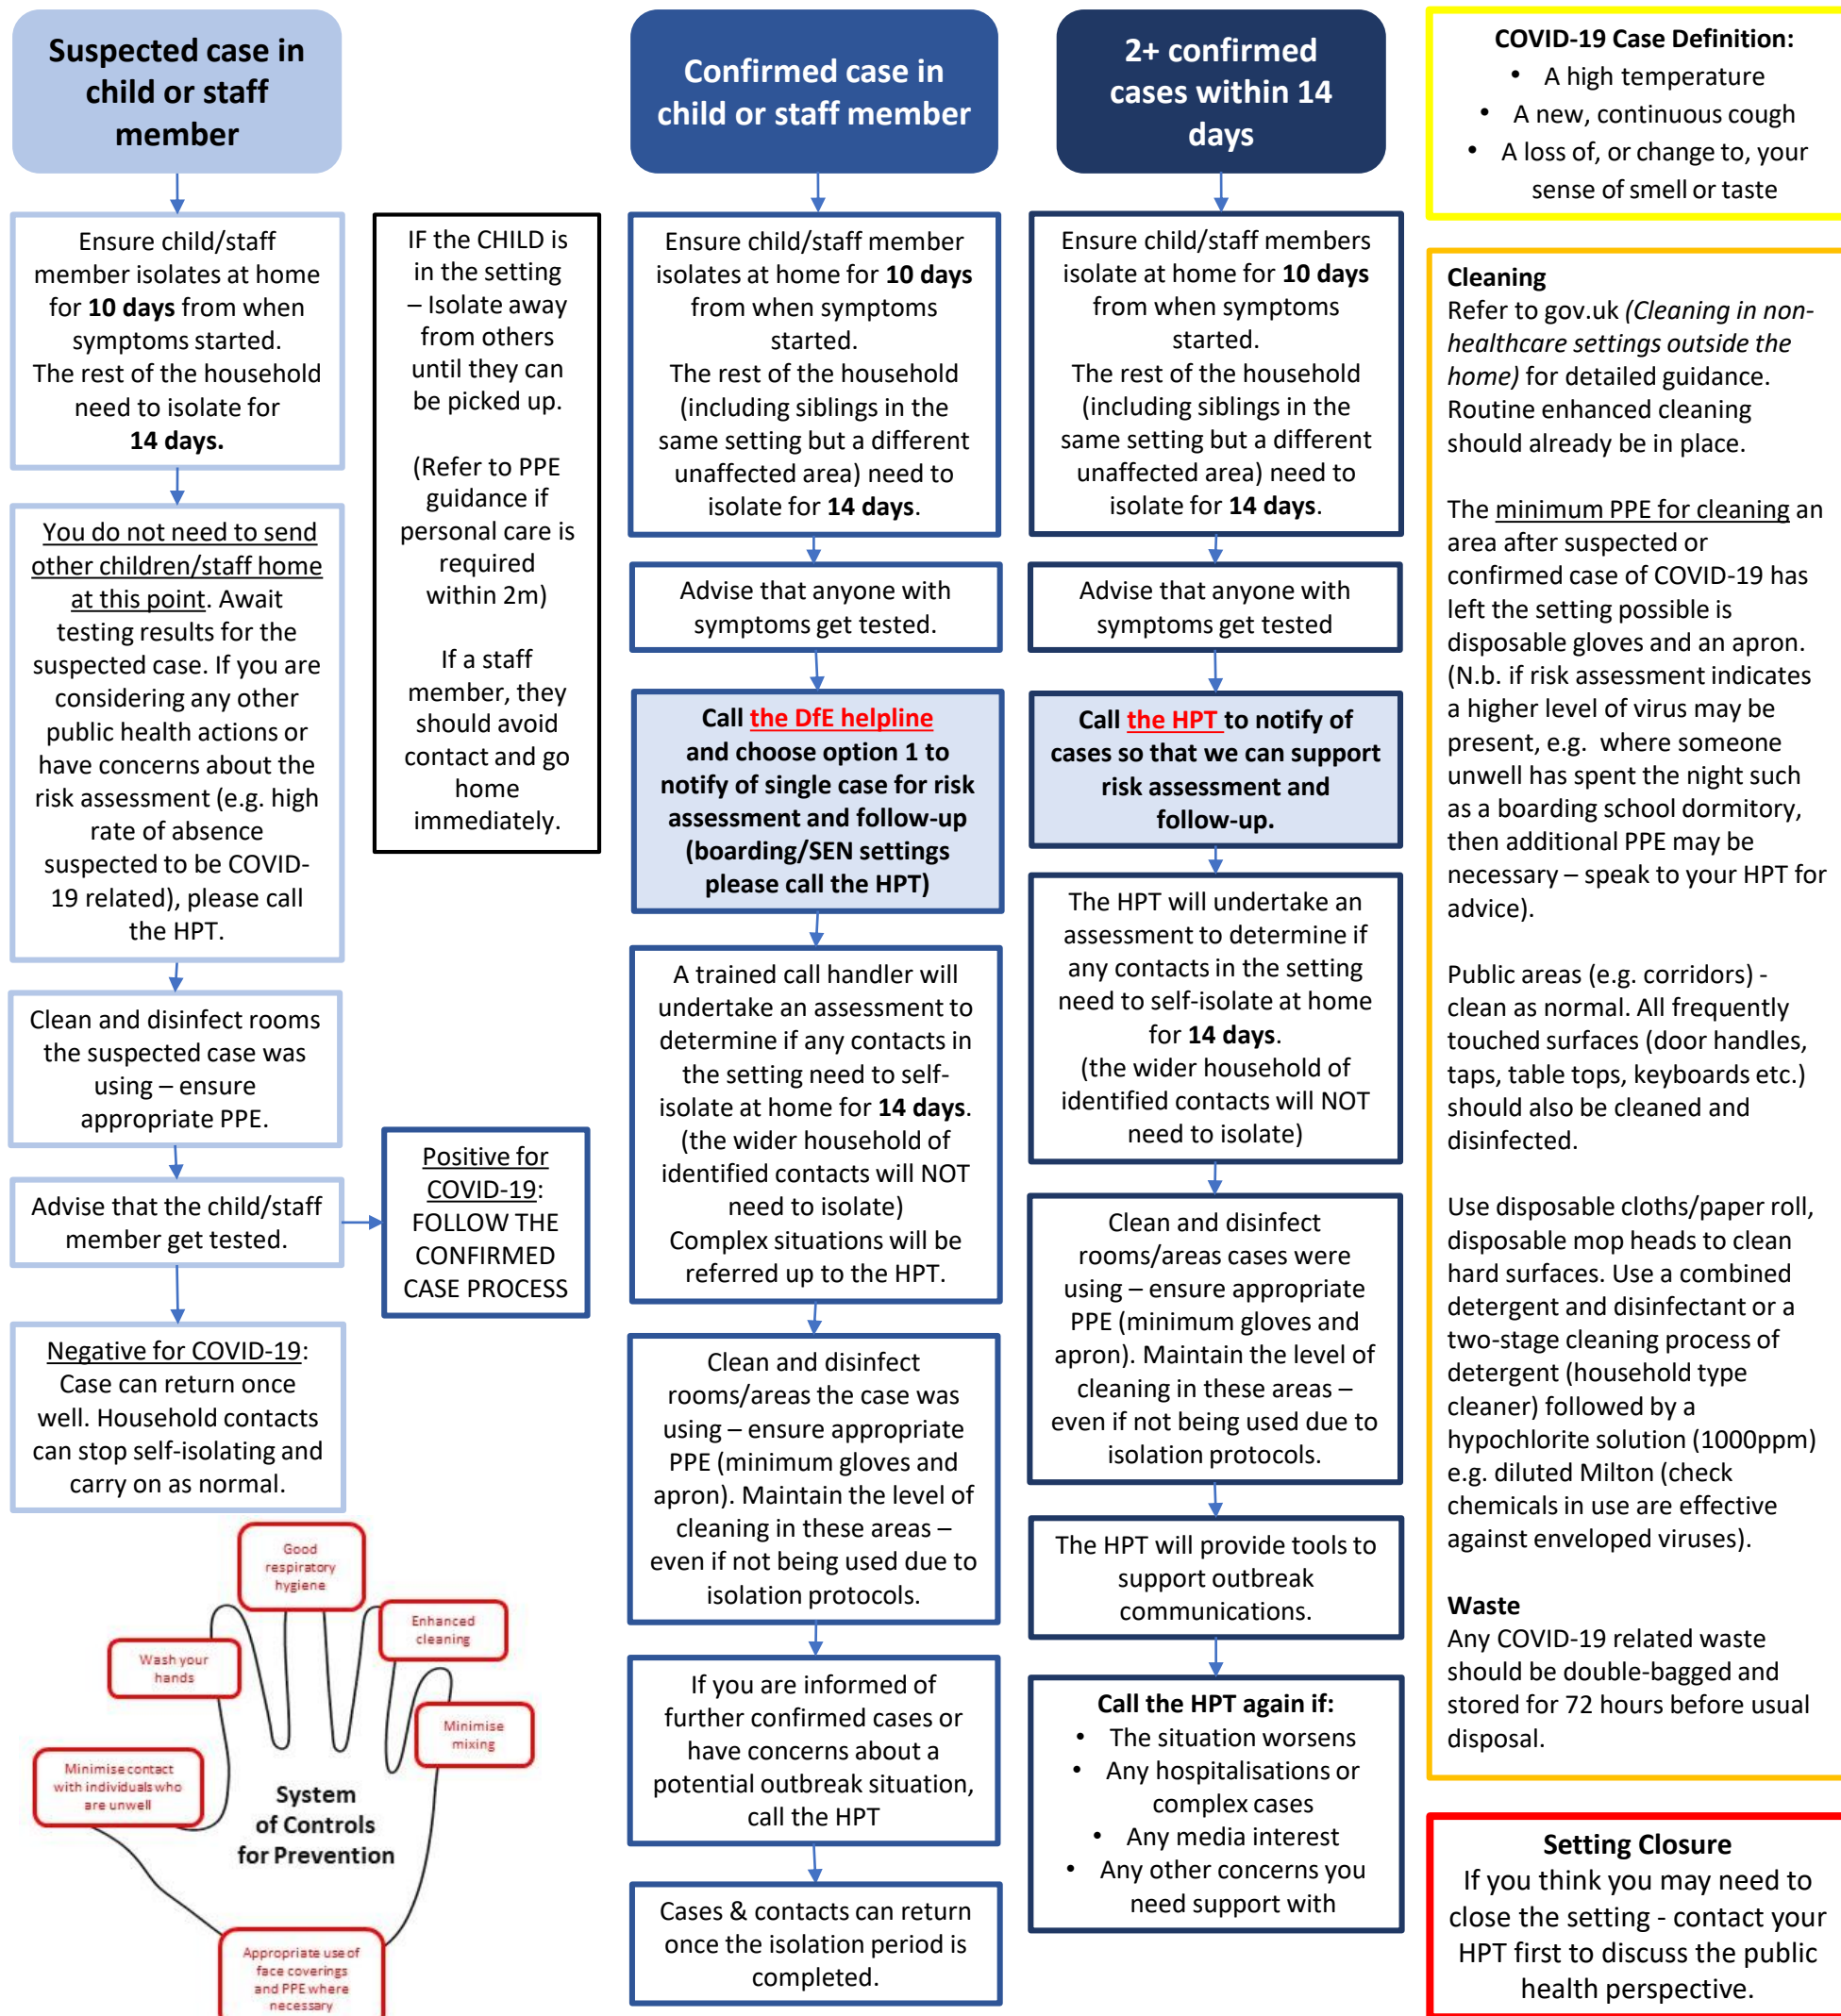 Suspected case in
child or staff
member
Ensure child/staff
member isolates at home
for 10 days from when
symptoms started.
The rest of the household
need to isolate for
14 days.
You do not need to send
other children/staff home
at this point. Await
testing results for the
suspected case. If you are
considering any other
public health actions or
have concerns about the
risk assessment (e.g. high
rate of absence
suspected to be COVID-
19 related), please call
the HPT.
Clean and disinfect rooms
the suspected case was
using – ensure
appropriate PPE.
Advise that the child/staff
member get tested.
Negative for COVID-19:
Case can return once
well. Household contacts
can stop self-isolating and
carry on as normal.
IF the CHILD is
in the setting
– Isolate away
from others
until they can
be picked up.
(Refer to PPE
guidance if
personal care is
required
within 2m)
If a staff
member, they
should avoid
contact and go
home
immediately.
Positive for
COVID-19:
FOLLOW THE
CONFIRMED
CASE PROCESS
Good
respiratory
hygiene
Enhanced
cleaning
Wash your
hands
Minimise
mixing
Minimise contact
with individuals who
are unwell
System
of Controls
for Prevention
Appropriate use of
face coverings
and PPE where
necessary
Confirmed case in
child or staff member
Ensure child/staff member
isolates at home for 10 days
from when symptoms
started.
The rest of the household
(including siblings in the
same setting but a different
unaffected area) need to
isolate for 14 days.
Advise that anyone with
symptoms get tested.
Call the DfE helpline
and choose option 1 to
notify of single case for risk
assessment and follow-up
(boarding/SEN settings
please call the HPT)
A trained call handler will
undertake an assessment to
determine if any contacts in
the setting need to self-
isolate at home for 14 days.
(the wider household of
identified contacts will NOT
need to isolate)
Complex situations will be
referred up to the HPT.
Clean and disinfect
rooms/areas the case was
using – ensure appropriate
PPE (minimum gloves and
apron). Maintain the level of
cleaning in these areas –
even if not being used due to
isolation protocols.
If you are informed of
further confirmed cases or
have concerns about a
potential outbreak situation,
call the HPT
Cases & contacts can return
once the isolation period is
completed.
2+ confirmed
cases within 14
days
Ensure child/staff members
isolate at home for 10 days
from when symptoms
started.
The rest of the household
(including siblings in the
same setting but a different
unaffected area) need to
isolate for 14 days.
Advise that anyone with
symptoms get tested
Call the HPT to notify of
cases so that we can support
risk assessment and
follow-up.
The HPT will undertake an
assessment to determine if
any contacts in the setting
need to self-isolate at home
for 14 days.
(the wider household of
identified contacts will NOT
need to isolate)
Clean and disinfect
rooms/areas cases were
using – ensure appropriate
PPE (minimum gloves and
apron). Maintain the level of
cleaning in these areas –
even if not being used due to
isolation protocols.
The HPT will provide tools to
support outbreak
communications.
Call the HPT again if:
• The situation worsens
• Any hospitalisations or
complex cases
• Any media interest
• Any other concerns you
need support with
COVID-19 Case Definition:
• A high temperature
• A new, continuous cough
• A loss of, or change to, your
sense of smell or taste
Cleaning
Refer to gov.uk (Cleaning in non-
healthcare settings outside the
home) for detailed guidance.
Routine enhanced cleaning
should already be in place.
The minimum PPE for cleaning an
area after suspected or
confirmed case of COVID-19 has
left the setting possible is
disposable gloves and an apron.
(N.b. if risk assessment indicates
a higher level of virus may be
present, e.g. where someone
unwell has spent the night such
as a boarding school dormitory,
then additional PPE may be
necessary – speak to your HPT for
advice).
Public areas (e.g. corridors) -
clean as normal. All frequently
touched surfaces (door handles,
taps, table tops, keyboards etc.)
should also be cleaned and
disinfected.
Use disposable cloths/paper roll,
disposable mop heads to clean
hard surfaces. Use a combined
detergent and disinfectant or a
two-stage cleaning process of
detergent (household type
cleaner) followed by a
hypochlorite solution (1000ppm)
e.g. diluted Milton (check
chemicals in use are effective
against enveloped viruses).
Waste
Any COVID-19 related waste
should be double-bagged and
stored for 72 hours before usual
disposal.
Setting Closure
If you think you may need to
close the setting - contact your
HPT first to discuss the public
health perspective.